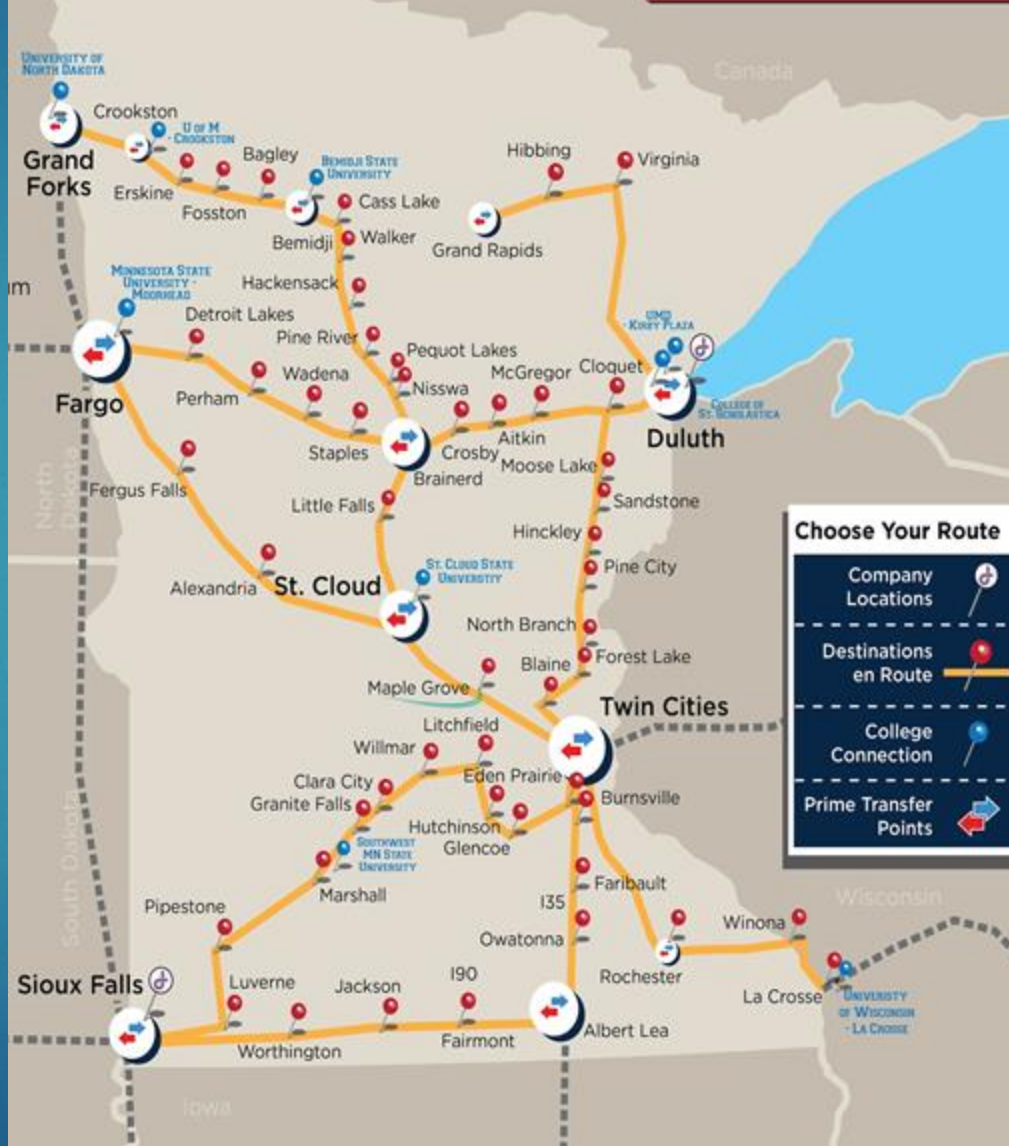 Canada
UNIVERSITY OF
NORTH DAKOTA
Crookston
U OF M
- CROOKSTON
Grand
Forks
Bagley
BEMIDJI STATE
UNIVERSITY
Hibbing
Virginia
Erskine
Fosston
Cass Lake
Bemidji
Walker
Grand Rapids
MINNESOTA STATE
UNIVERSITY -
MOORHEAD
Hackensack
Detroit Lakes
Pine River
UMD
- KIRBY PLAZA
Pequot Lakes
Wadena
McGregor
Cloquet
Nisswa
Perham
Fargo
COLLEGE OF
ST. SCHOLASTICA
Staples
Crosby
Aitkin
Duluth
Brainerd
Moose Lake
North
Dakota
Fergus Falls
Little Falls
Sandstone
Hinckley
Alexandria
St. Cloud
ST. CLOUD STATE
UNIVERSTIY
Pine City
North Branch
Blaine
Forest Lake
Maple Grove
Twin Cities
Litchfield
Willmar
Clara City
Eden Prairie
Granite Falls
Burnsville
Hutchinson
Glencoe
SOUTHWEST
MN STATE
UNIVERSITY
South Dakota
Marshall
Faribault
I35
Pipestone
Owatonna
Winona
Wisconsin
Rochester
Sioux Falls
Luverne
Jackson
I90
La Crosse
UNIVERISTY
OF WISCONSIN
- LA CROSSE
Worthington
Fairmont
Albert Lea
Iowa
Choose Your Route
Company
Locations
Destinations
en Route
College
Connection
Prime Transfer
Points